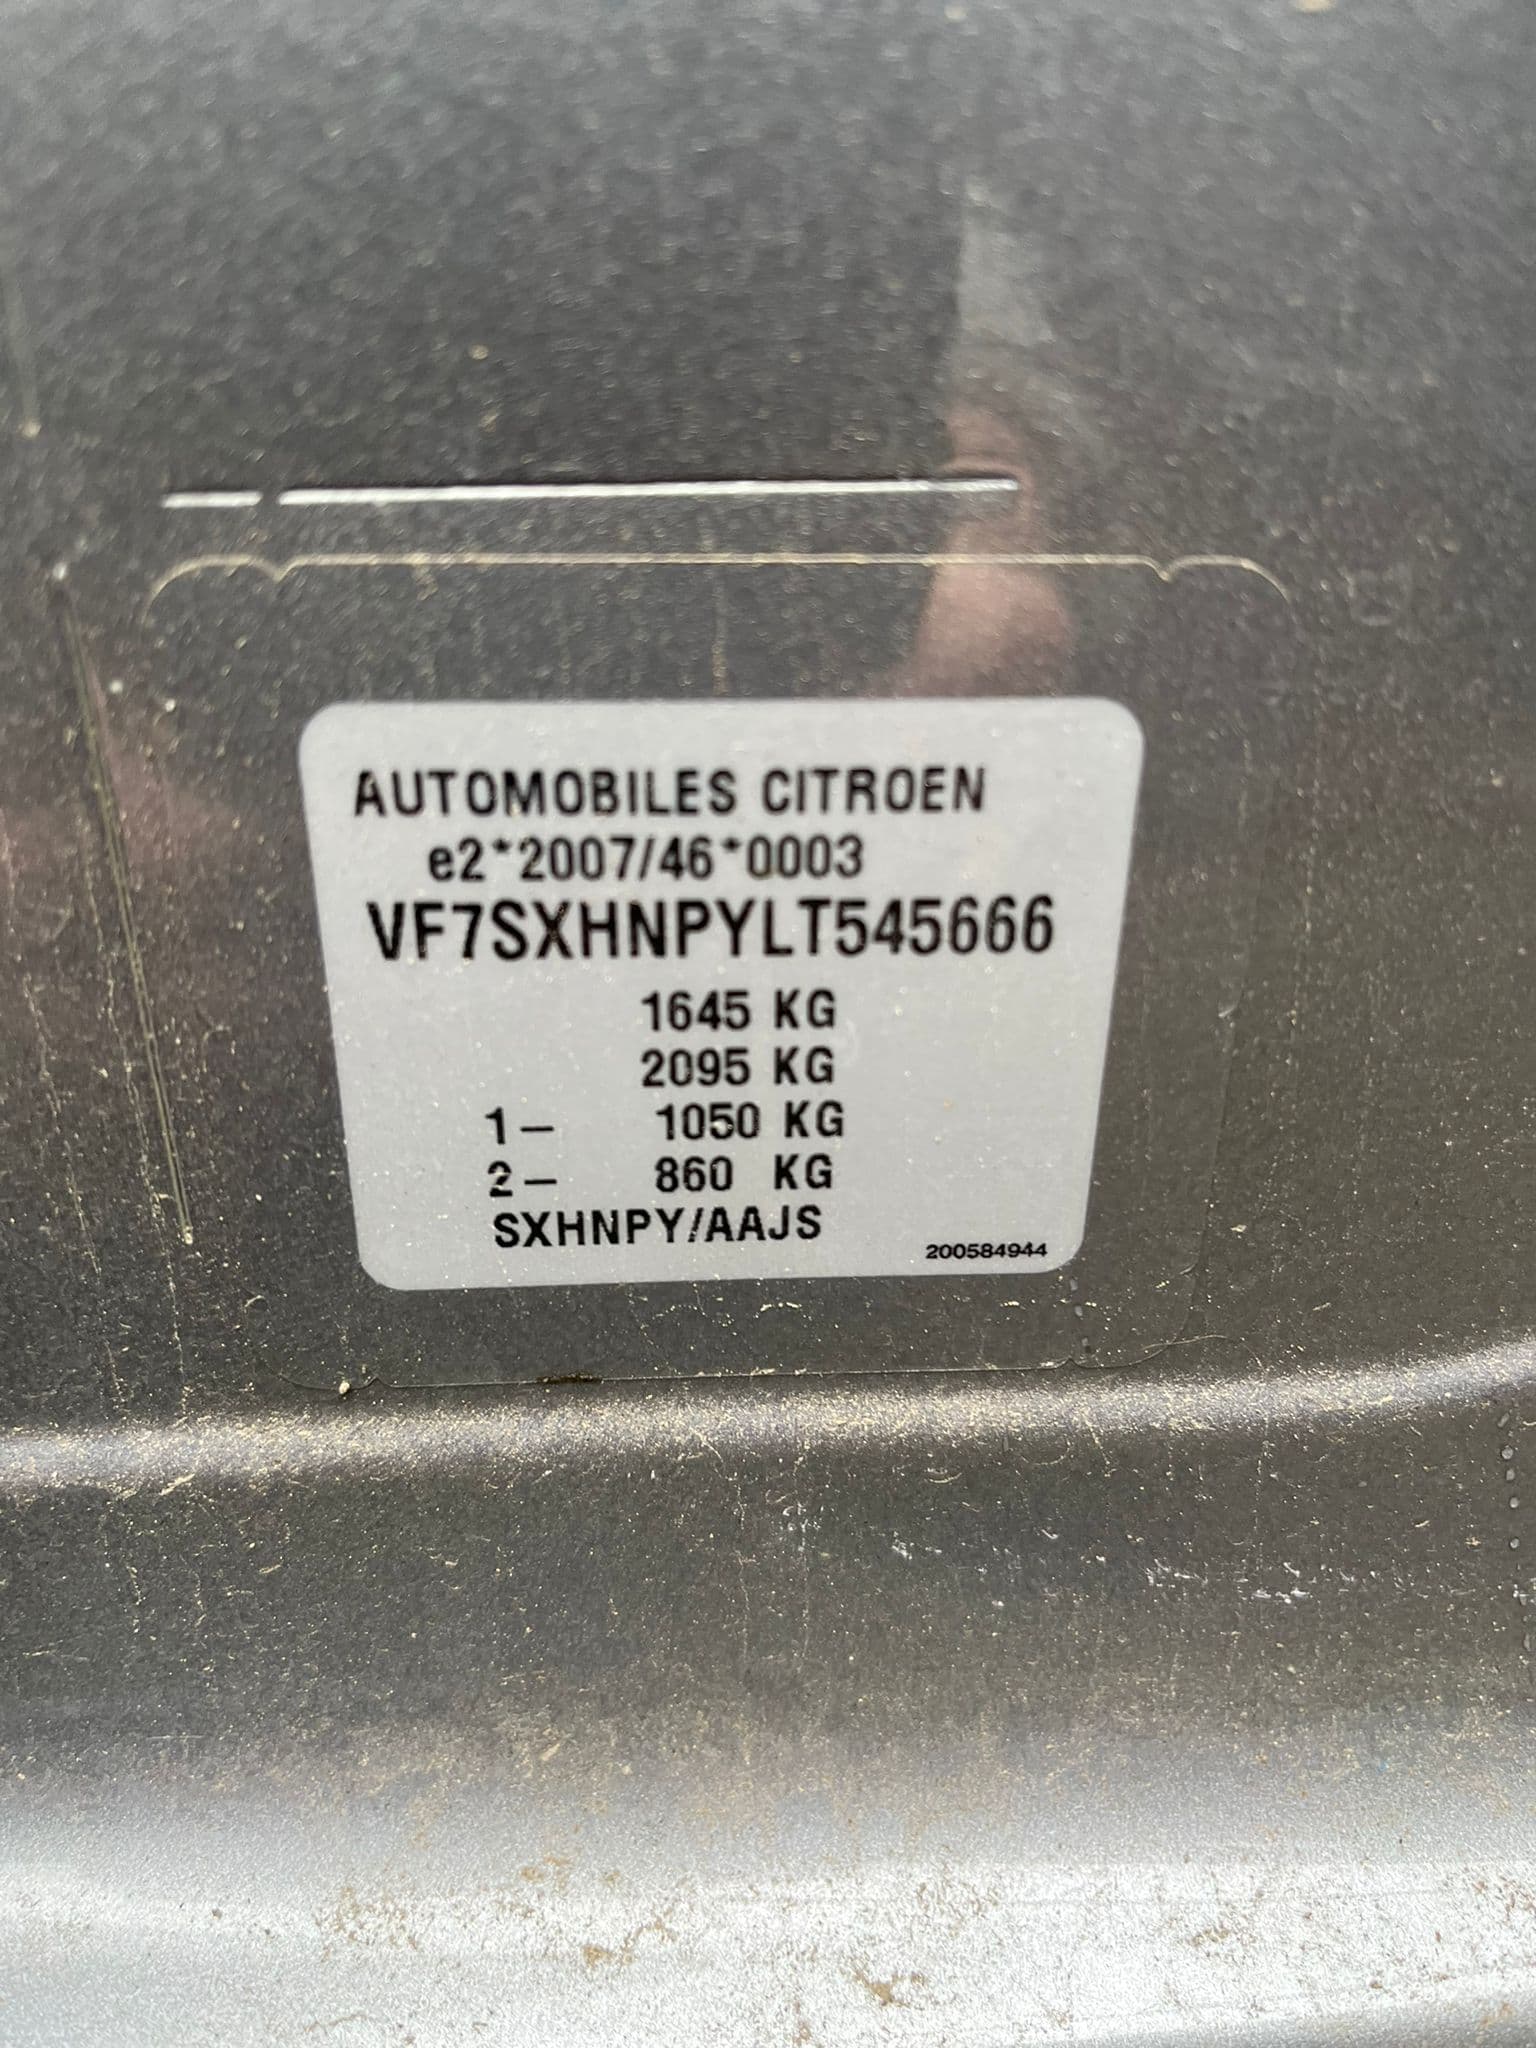 AUTOMOBILES CITROEN
e2*2007/46*0003
VF7SXHNPYLT545666
1645 KG
2095 KG
1– 1050 KG
2– 860 KG
SXHNPY/AAJS
200584944